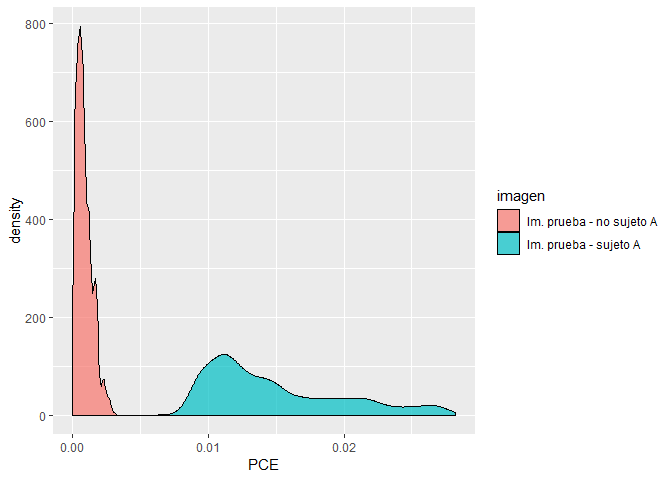 800
600
400
200
0
density
0.00
0.01
0.02
PCE
imagen
Im. prueba - no sujeto A
Im. prueba - sujeto A